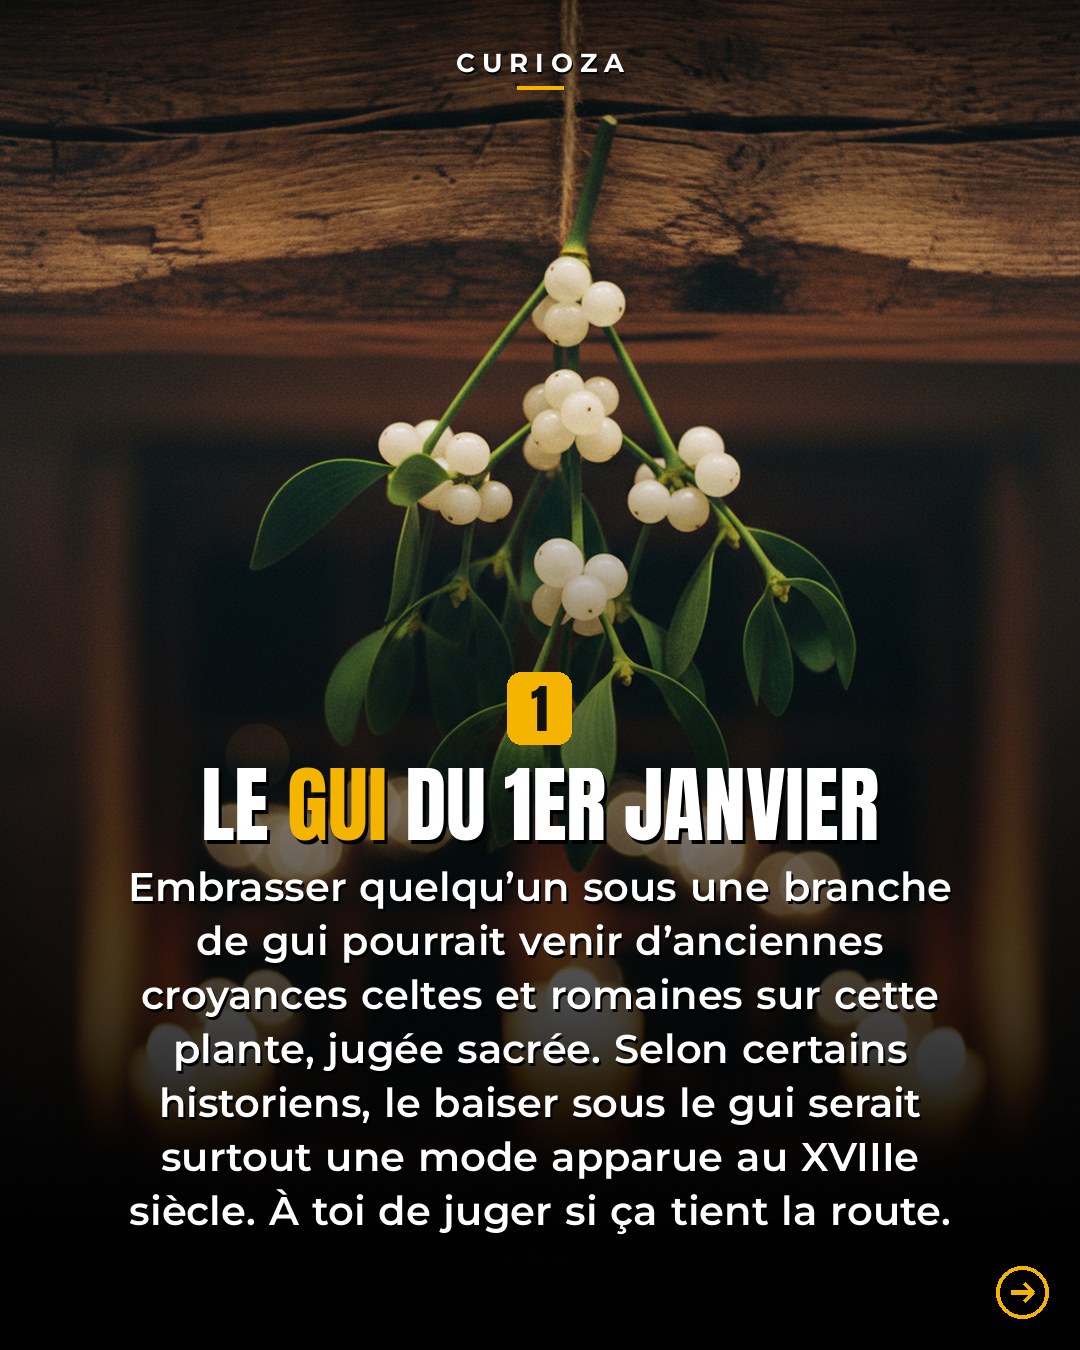 CURIOZA
1
LE GUI DU 1ER JANVIER
Embrasser quelqu’un sous une branche
de gui pourrait venir d’anciennes
croyances celtes et romaines sur cette
plante, jugée sacrée. Selon certains
historiens, le baiser sous le gui serait
surtout une mode apparue au XVIIIe
siècle. À toi de juger si ça tient la route.